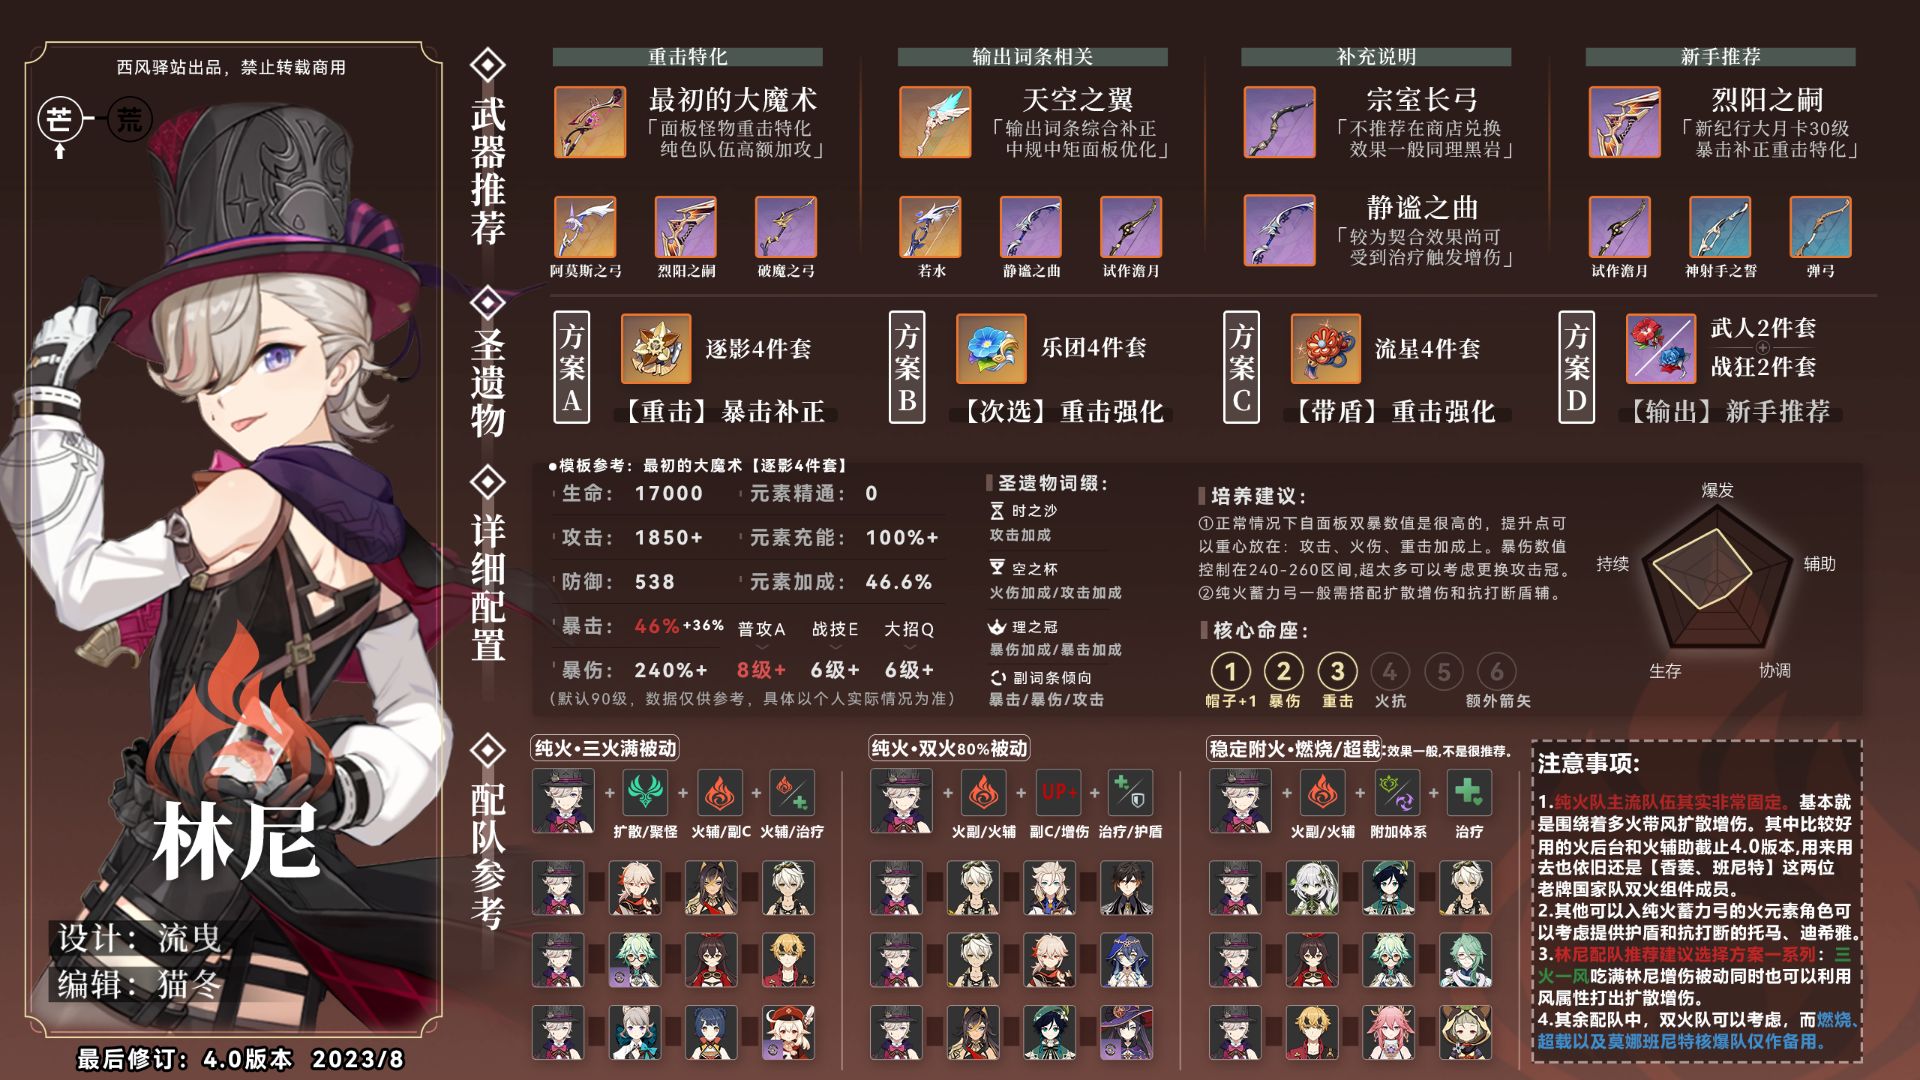 西风驿站出品，禁止转载商用
芒
荒
林尼
设计：流曳
编辑：猫冬
最后修订：4.0版本 2023/8
武器推荐
重击特化
最初的大魔术
「面板怪物重击特化
纯色队伍高额加攻」
阿莫斯之弓
烈阳之嗣
破魔之弓
输出词条相关
天空之翼
「输出词条综合补正
中规中矩面板优化」
若水
静谧之曲
试作澹月
补充说明
宗室长弓
「不推荐在商店兑换
效果一般同理黑岩」
静谧之曲
「较为契合效果尚可
受到治疗触发增伤」
新手推荐
烈阳之嗣
「新纪行大月卡30级
暴击补正重击特化」
试作澹月
神射手之誓
弹弓
圣遗物
方案A
逐影4件套
【重击】暴击补正
方案B
乐团4件套
【次选】重击强化
方案C
流星4件套
【带盾】重击强化
方案D
武人2件套
战狂2件套
【输出】新手推荐
详细配置
●模板参考：最初的大魔术【逐影4件套】
生命： 17000 元素精通： 0
攻击： 1850+ 元素充能： 100%+
防御： 538 元素加成： 46.6%
暴击： 46%+36% 普攻A 战技E 大招Q
暴伤： 240%+ 8级+ 6级+ 6级+
（默认90级，数据仅供参考，具体以个人实际情况为准）
圣遗物词缀：
时之沙
攻击加成
空之杯
火伤加成/攻击加成
理之冠
暴伤加成/暴击加成
副词条倾向
暴击/暴伤/攻击
培养建议：
①正常情况下自面板双暴数值是很高的，提升点可
以重心放在：攻击、火伤、重击加成上。暴伤数值
控制在240-260区间,超太多可以考虑更换攻击冠。
②纯火蓄力弓一般需搭配扩散增伤和抗打断盾辅。
核心命座：
1 2 3 4 5 6
帽子+1 暴伤 重击 火抗 额外箭矢
爆发
持续
辅助
生存
协调
配队参考
纯火·三火满被动
扩散/聚怪
火辅/副C
火辅/治疗
纯火·双火80%被动
UP+
火副/火辅
副C/增伤
治疗/护盾
稳定附火·燃烧/超载:效果一般,不是很推荐。
火副/火辅
附加体系
治疗
注意事项:
1.纯火队主流队伍其实非常固定。基本就
是围绕着多火带风扩散增伤。其中比较好
用的火后台和火辅助截止4.0版本,用来用
去也依旧还是【香菱、班尼特】这两位
老牌国家队双火组件成员。
2.其他可以入纯火蓄力弓的火元素角色可
以考虑提供护盾和抗打断的托马、迪希雅。
3.林尼配队推荐建议选择方案一系列：三
火一风吃满林尼增伤被动同时也可以利用
风属性打出扩散增伤。
4.其余配队中，双火队可以考虑，而燃烧、
超载以及莫娜班尼特核爆队仅作备用。